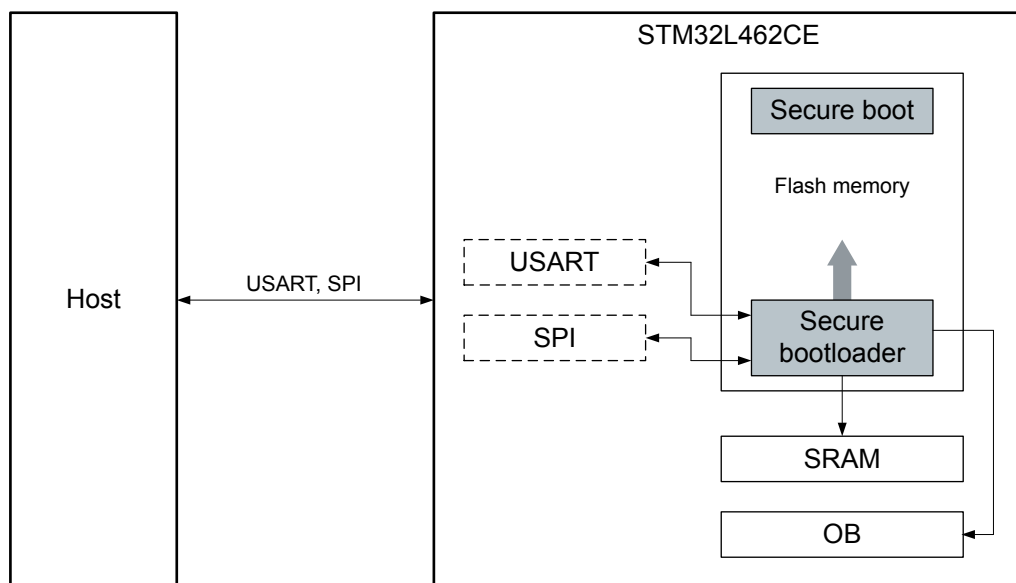 STM32L462CE
Secure boot
Flash memory
USART
USART, SPI
Host
SPI
Secure
bootloader
SRAM
OB